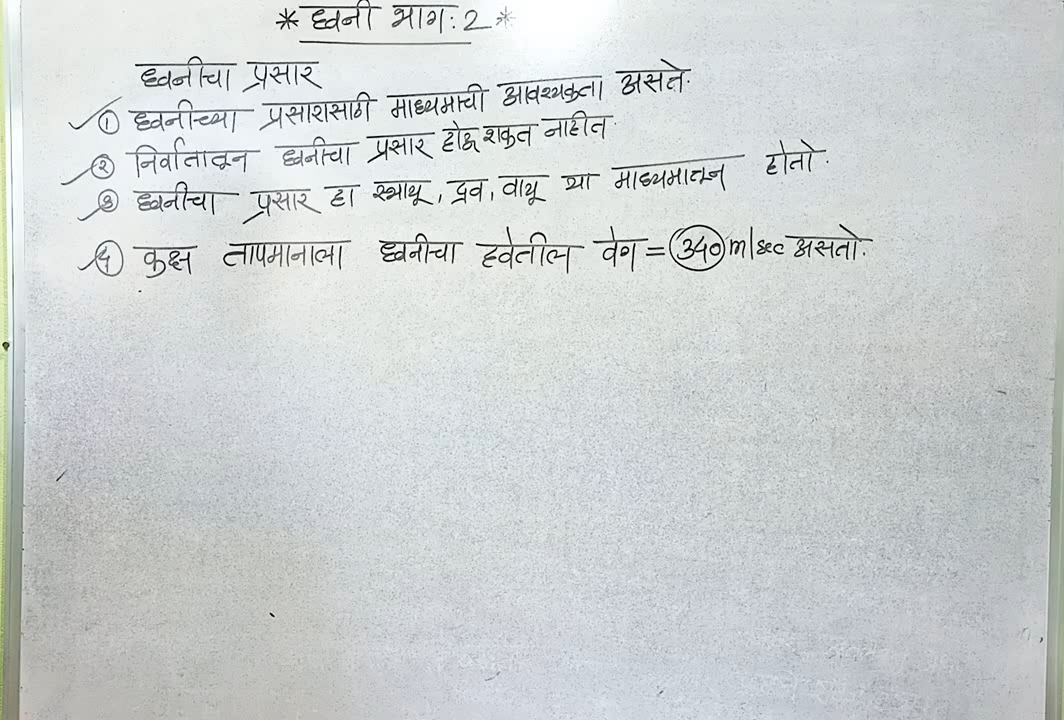 * ध्वनी भाग : 2 *
ध्वनीचा प्रसार
① ध्वनीच्या प्रसारासाठी माध्यमाची आवश्यकता असते.
② निर्वातातून ध्वनीचा प्रसार होऊ शकत नाहीत.
③ ध्वनीचा प्रसार हा स्थायू, द्रव, वायू या माध्यमातून होतो.
④ कुक्ष तापमानाला ध्वनीचा हवेतील वेग = 340 m/sec असतो.